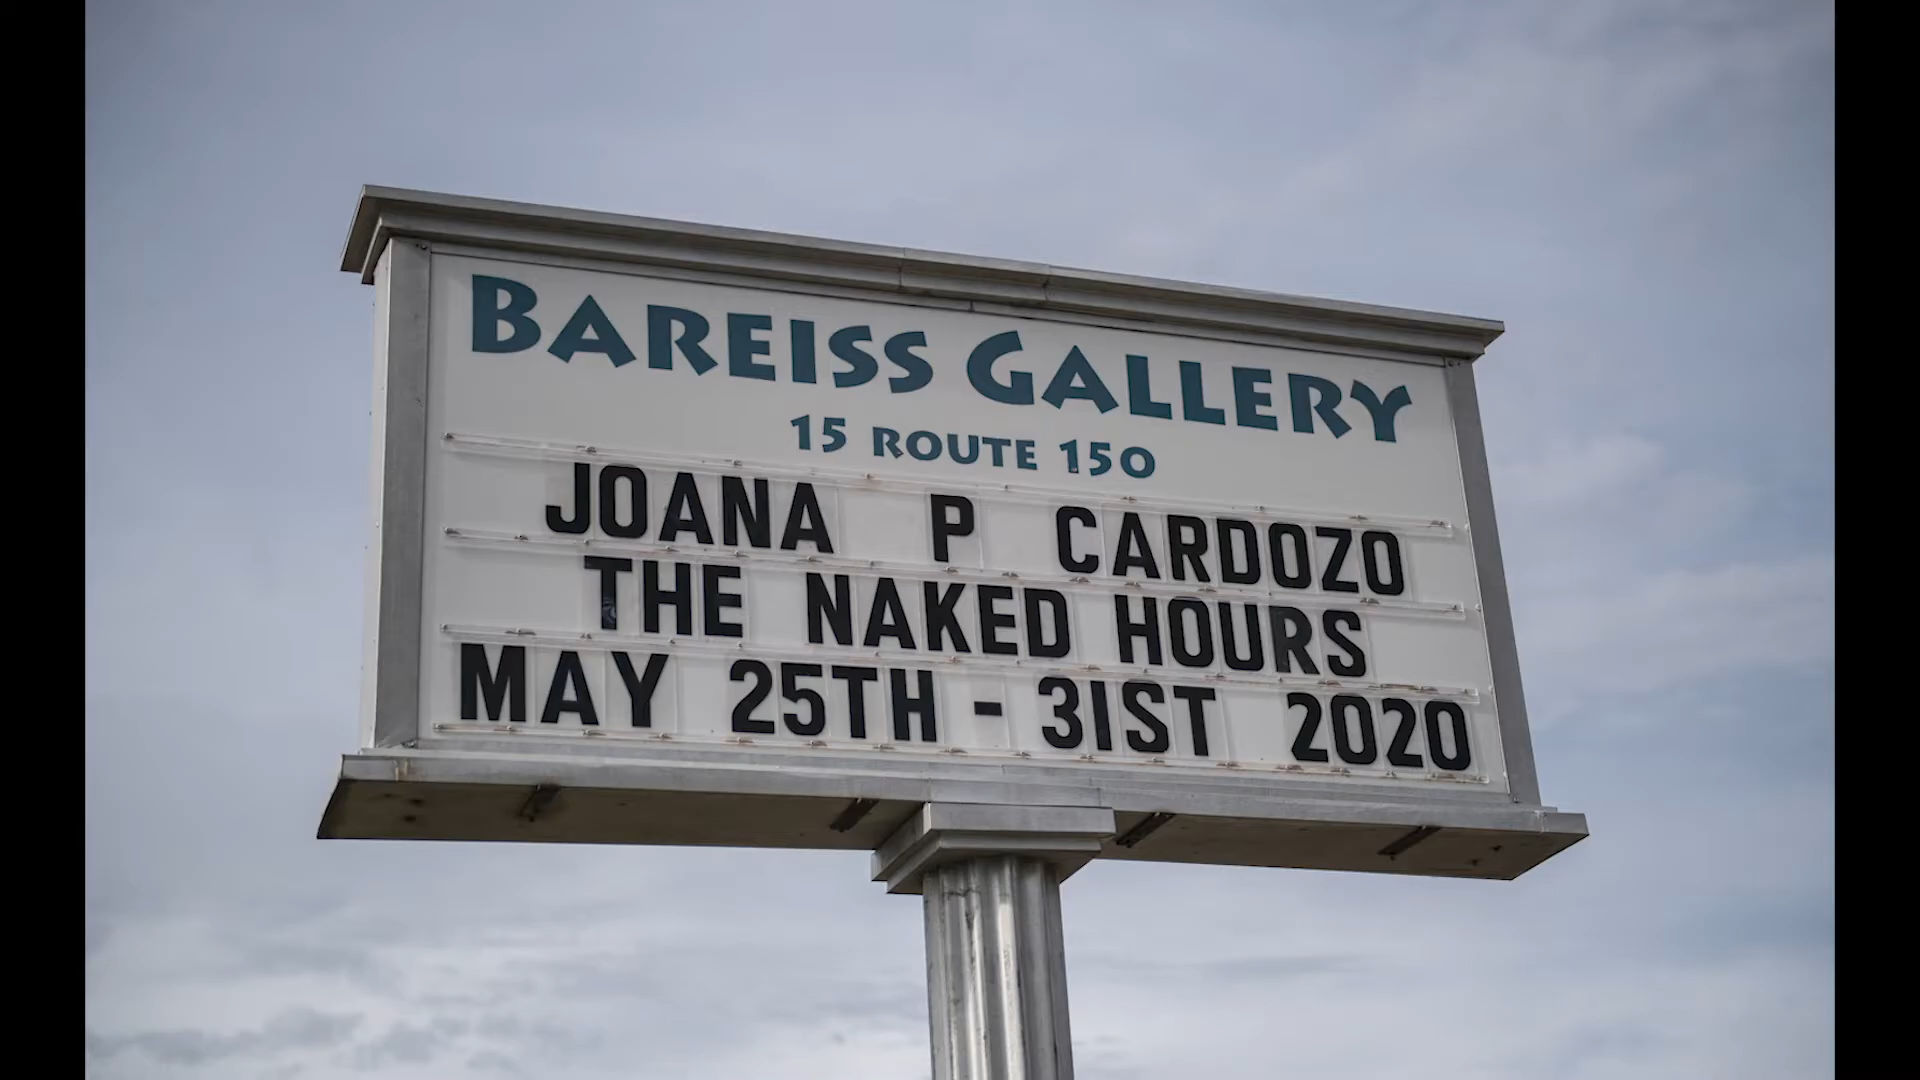 BAREISS GALLERY
15 ROUTE 150
JOANA P CARDOZO
THE NAKED HOURS
MAY 25TH - 31ST 2020